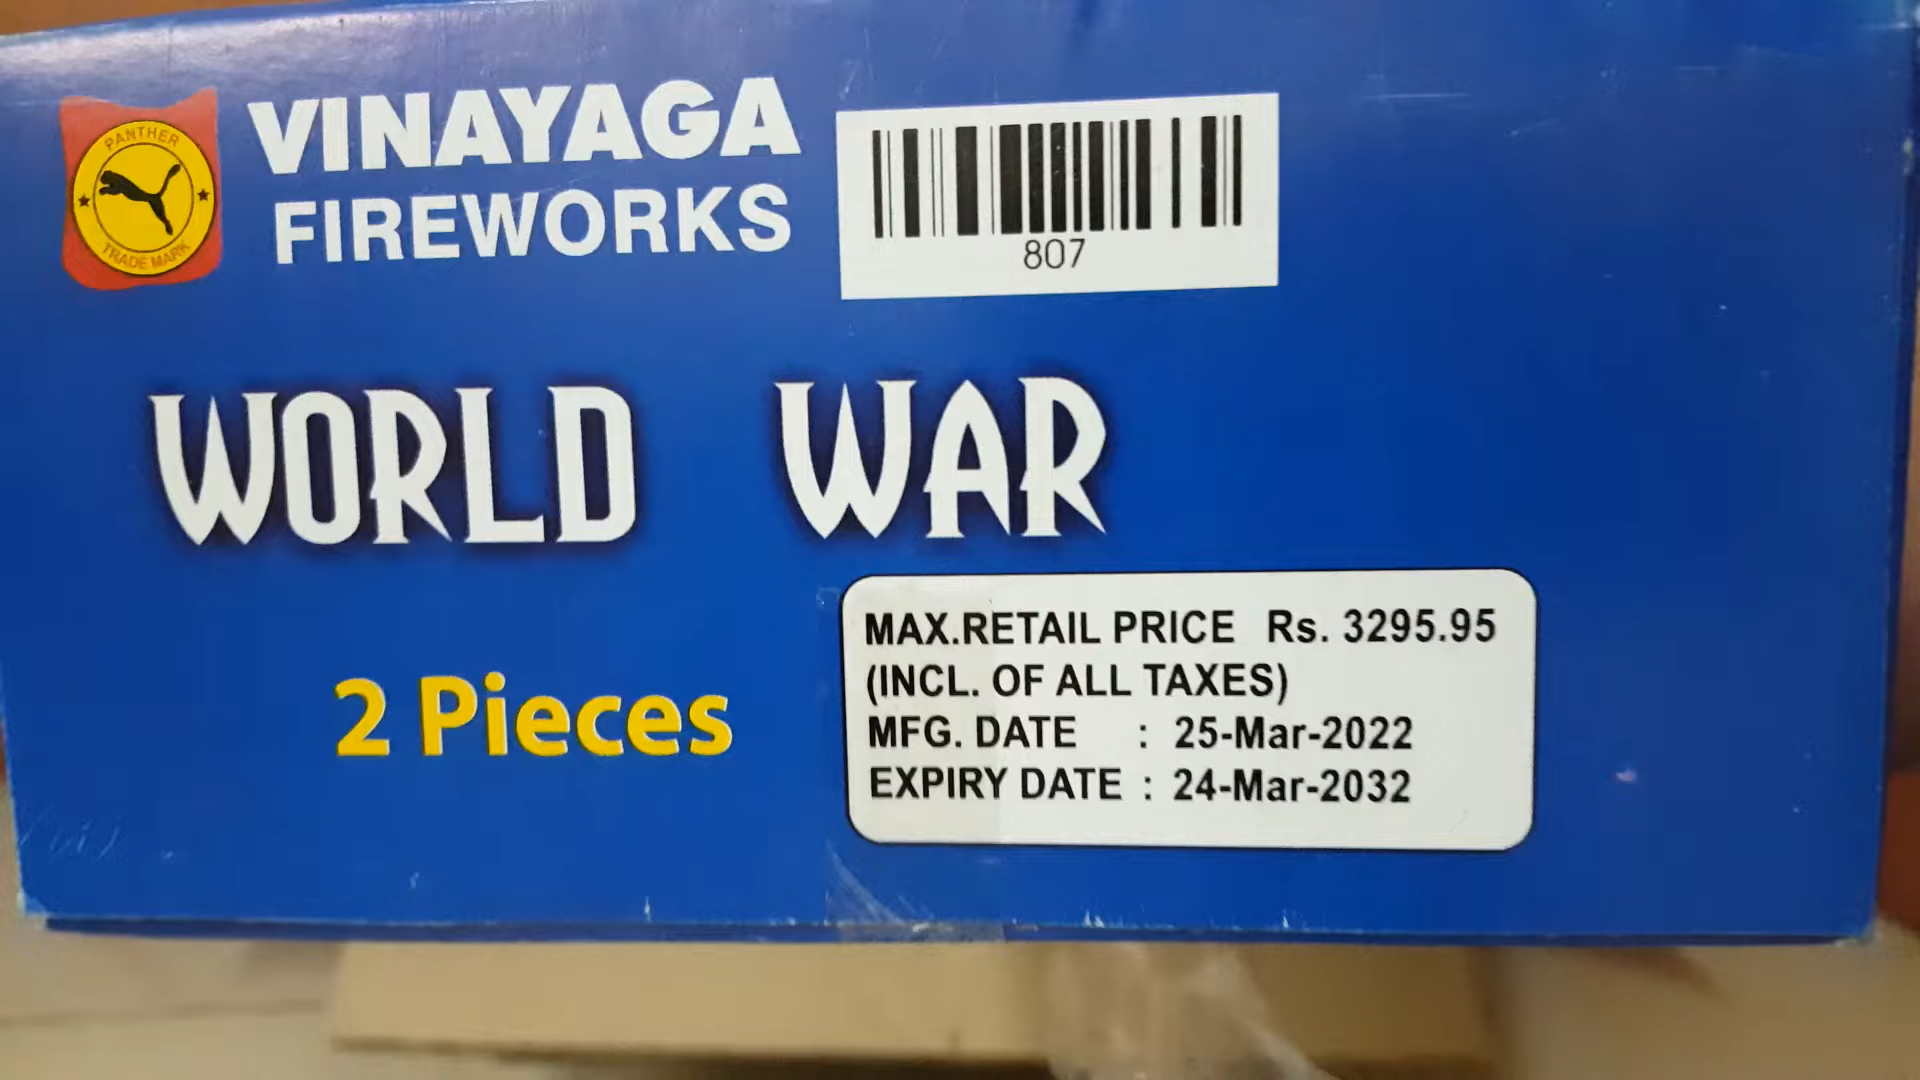 PANTHER
TRADE MARK
VINAYAGA
FIREWORKS
807
WORLD WAR
2 Pieces
MAX.RETAIL PRICE Rs. 3295.95
(INCL. OF ALL TAXES)
MFG. DATE : 25-Mar-2022
EXPIRY DATE : 24-Mar-2032